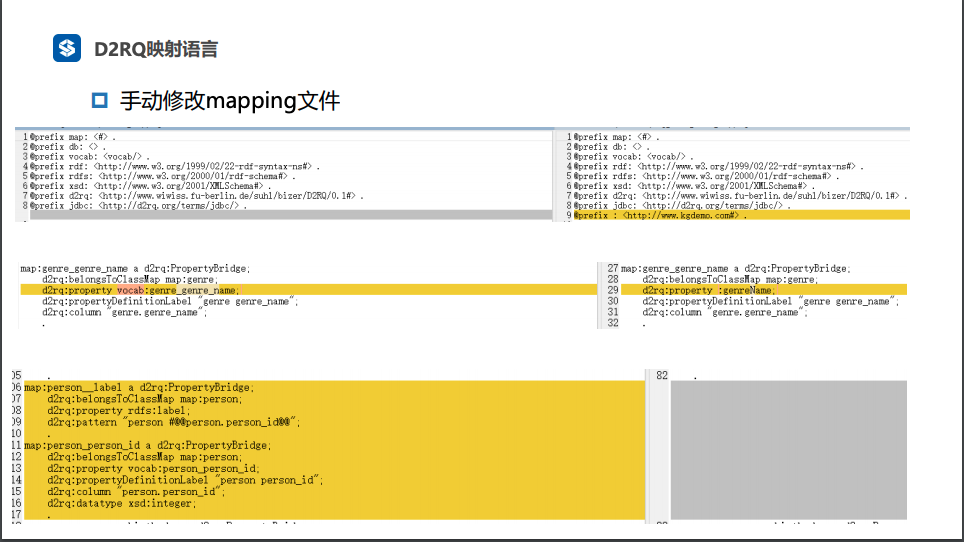 D2RQ映射语言
手动修改mapping文件
1 @prefix map: <#> .
2 @prefix db: <> .
3 @prefix vocab: <vocab/> .
4 @prefix rdf: <http://www.w3.org/1999/02/22-rdf-syntax-ns#> .
5 @prefix rdfs: <http://www.w3.org/2000/01/rdf-schema#> .
6 @prefix xsd: <http://www.w3.org/2001/XMLSchema#> .
7 @prefix d2rq: <http://www.wiwiss.fu-berlin.de/suhl/bizer/D2RQ/0.1#> .
8 @prefix jdbc: <http://d2rq.org/terms/jdbc/> .
1 @prefix map: <#> .
2 @prefix db: <> .
3 @prefix vocab: <vocab/> .
4 @prefix rdf: <http://www.w3.org/1999/02/22-rdf-syntax-ns#> .
5 @prefix rdfs: <http://www.w3.org/2000/01/rdf-schema#> .
6 @prefix xsd: <http://www.w3.org/2001/XMLSchema#> .
7 @prefix d2rq: <http://www.wiwiss.fu-berlin.de/suhl/bizer/D2RQ/0.1#> .
8 @prefix jdbc: <http://d2rq.org/terms/jdbc/> .
9 @prefix : <http://www.kgdemo.com#> .
map:genre_genre_name a d2rq:PropertyBridge;
d2rq:belongsToClassMap map:genre;
d2rq:property vocab:genre_genre_name;
d2rq:propertyDefinitionLabel "genre genre_name";
d2rq:column "genre.genre_name";
.
27 map:genre_genre_name a d2rq:PropertyBridge;
28 d2rq:belongsToClassMap map:genre;
29 d2rq:property :genreName;
30 d2rq:propertyDefinitionLabel "genre genre_name";
31 d2rq:column "genre.genre_name";
32 .
05 .
06 map:person__label a d2rq:PropertyBridge;
07 d2rq:belongsToClassMap map:person;
08 d2rq:property rdfs:label;
09 d2rq:pattern "person #@@person.person_id@@";
10 .
11 map:person_person_id a d2rq:PropertyBridge;
12 d2rq:belongsToClassMap map:person;
13 d2rq:property vocab:person_person_id;
14 d2rq:propertyDefinitionLabel "person person_id";
15 d2rq:column "person.person_id";
16 d2rq:datatype xsd:integer;
17 .
82 .